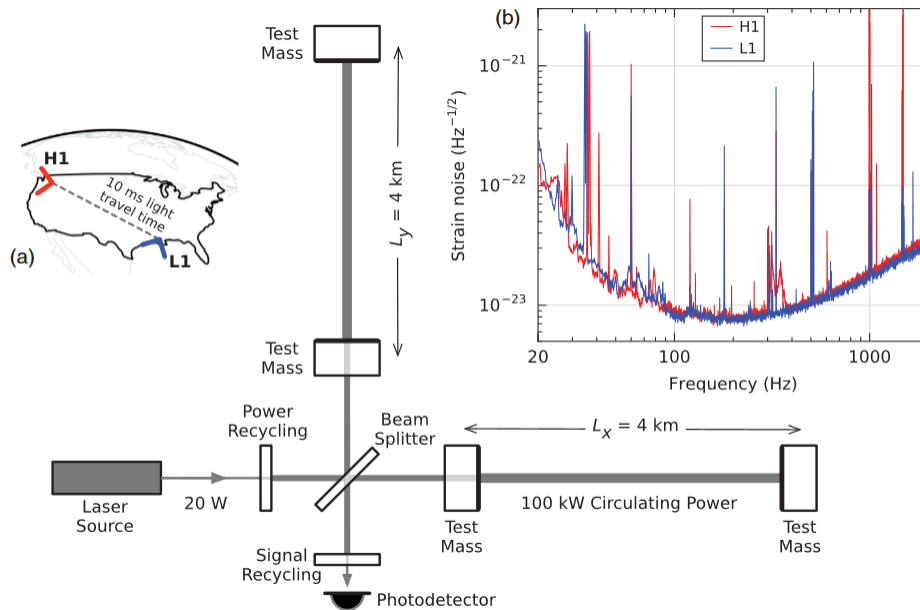 (b)
H1
L1
Strain noise (Hz^-1/2)
10^-21
10^-22
10^-23
20
100
1000
Frequency (Hz)
Test
Mass
L_y = 4 km
H1
10 ms light
travel time
(a)
L1
Test
Mass
Power
Recycling
Beam
Splitter
L_x = 4 km
Laser
Source
20 W
100 kW Circulating Power
Test
Mass
Test
Mass
Signal
Recycling
Photodetector